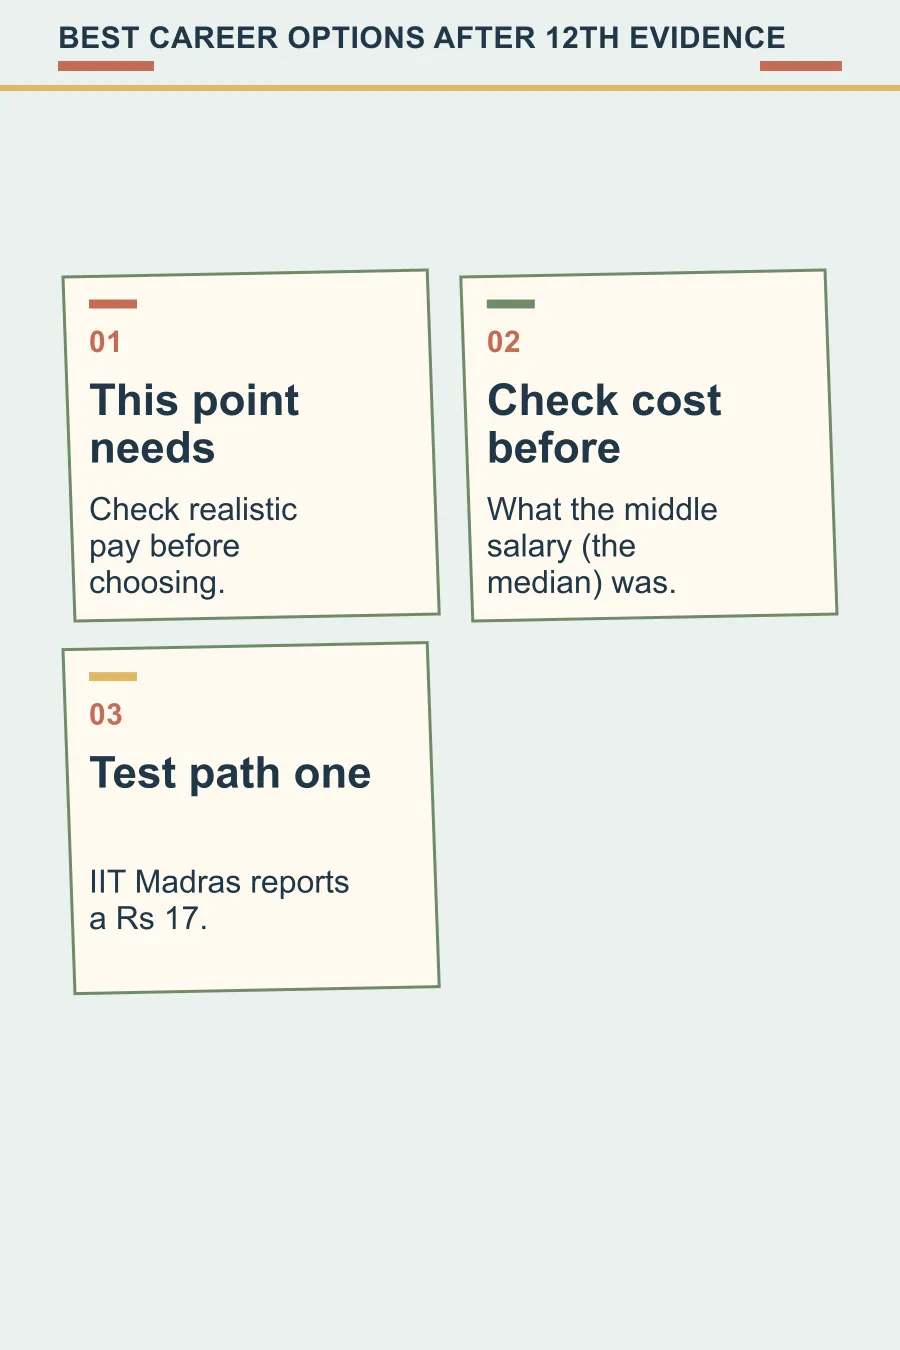 BEST CAREER OPTIONS AFTER 12TH EVIDENCE
01
This point
needs
Check realistic
pay before
choosing.
02
Check cost
before
What the middle
salary (the
median) was.
03
Test path one
IIT Madras reports
a Rs 17.